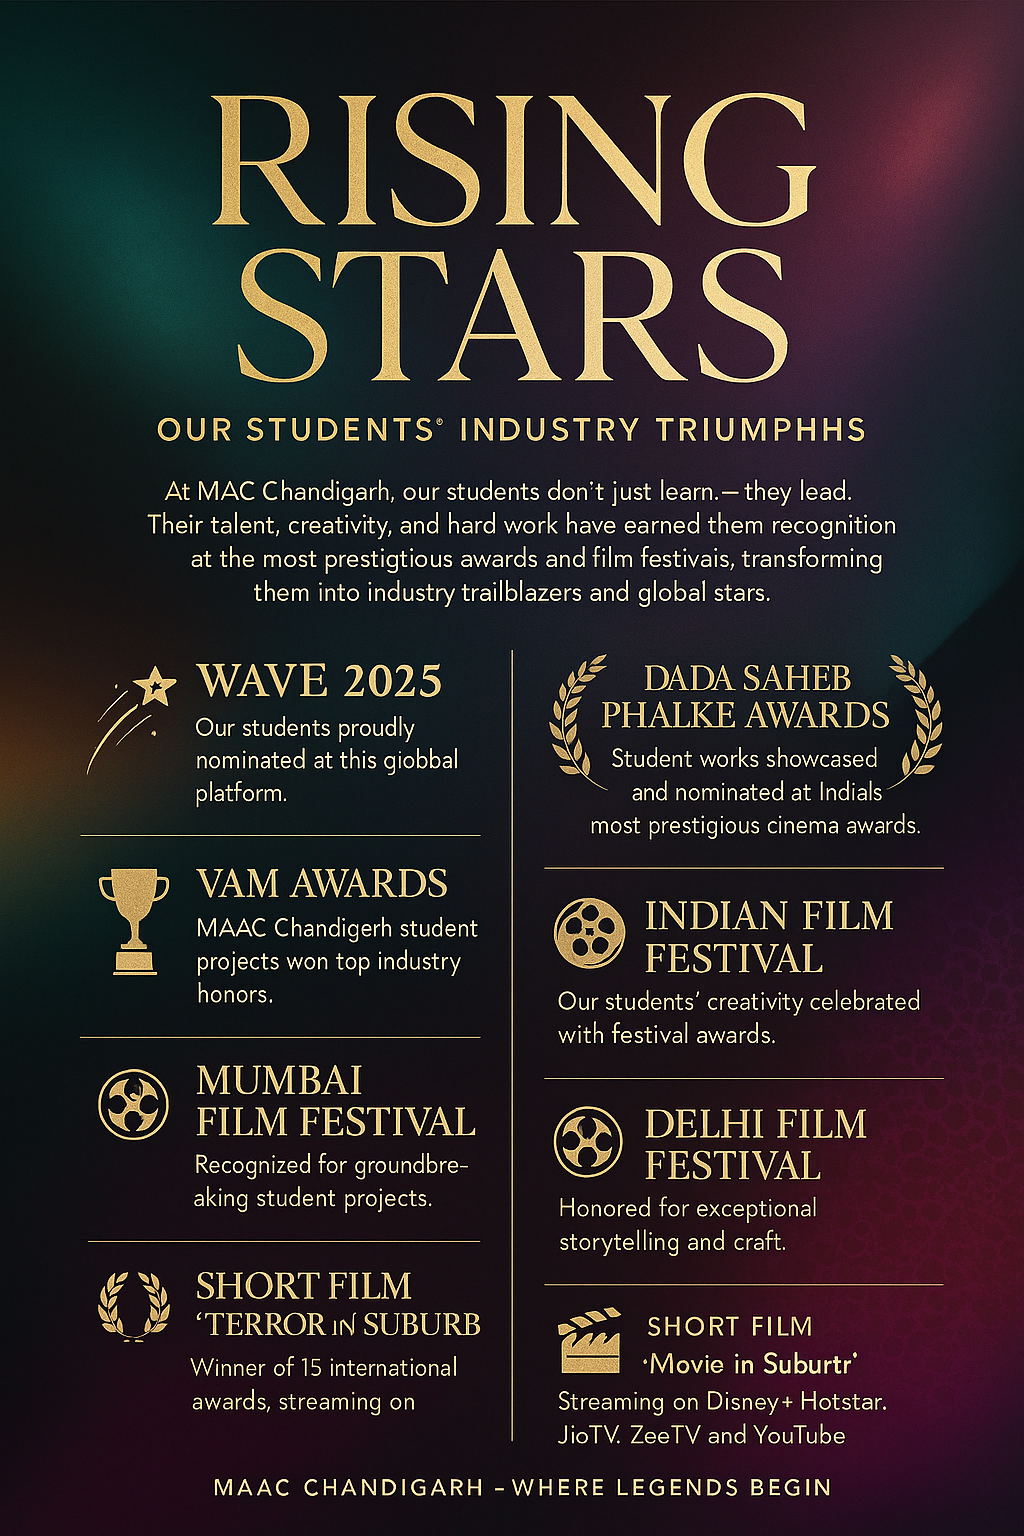 RISING
STARS
OUR STUDENTS' INDUSTRY TRIUMPHHS
At MAC Chandigarh, our students don't just learn.— they lead.
Their talent, creativity, and hard work have earned them recognition
at the most prestigtious awards and film festivais, transforming
them into industry trailblazers and global stars.
WAVE 2025
Our students proudly
nominated at this giobbal
platform.
VAM AWARDS
MAAC Chandigerh student
projects won top industry
honors.
MUMBAI
FILM FESTIVAL
Recognized for groundbre-
aking student projects.
SHORT FILM
‘TERROR IN SUBURB
Winner of 15 international
awards, streaming on
DADA SAHEB
PHALKE AWARDS
Student works showcased
and nominated at Indials
most prestigious cinema awards.
INDIAN FILM
FESTIVAL
Our students' creativity celebrated
with festival awards.
DELHI FILM
FESTIVAL
Honored for exceptional
storytelling and craft.
SHORT FILM
'Movie in Suburtr'
Streaming on Disney+ Hotstar.
JioTV. ZeeTV and YouTube
MAAC CHANDIGARH – WHERE LEGENDS BEGIN